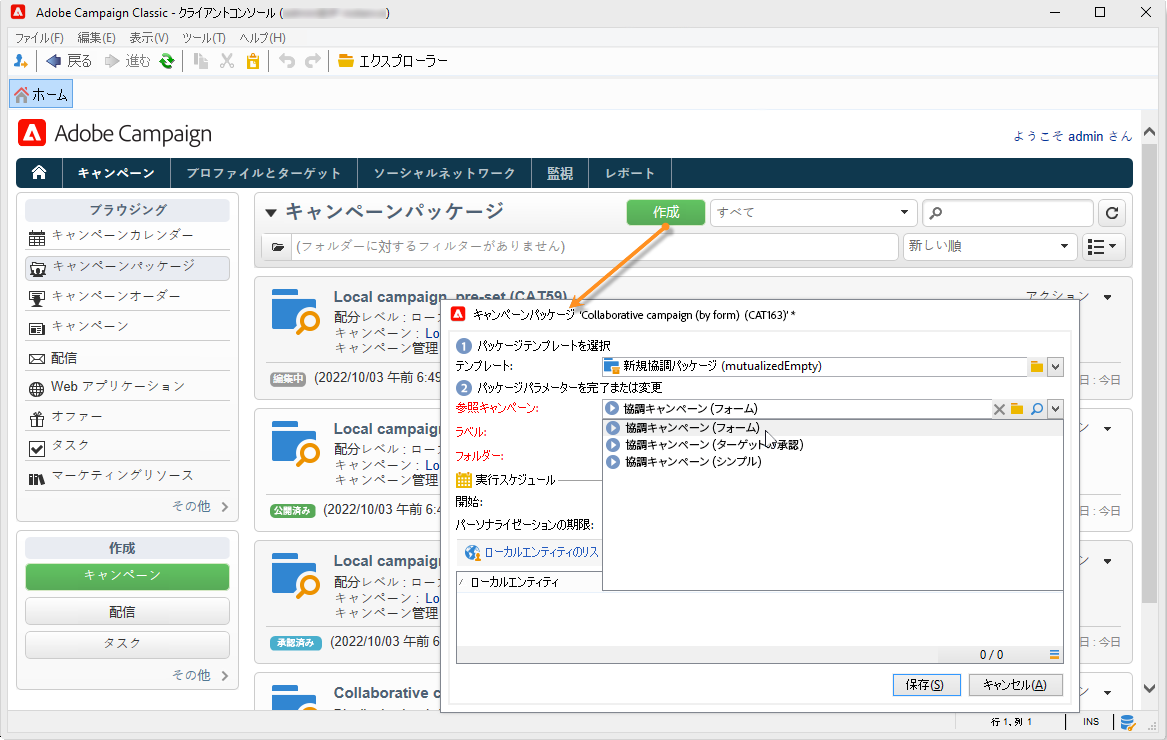 Adobe Campaign Classic - クライアントコンソール (
ファイル(F) 編集(E) 表示(V) ツール(T) ヘルプ(H)
戻る 進む エクスプローラー
ホーム
Adobe Campaign
ようこそ admin さん
キャンペーン プロファイルとターゲット ソーシャルネットワーク 監視 レポート
ブラウジング
キャンペーンカレンダー
キャンペーンパッケージ
キャンペーンオーダー
キャンペーン
配信
Web アプリケーション
オファー
タスク
マーケティングリソース
その他
作成
キャンペーン
配信
タスク
その他
キャンペーンパッケージ 作成 すべて
(フォルダーに対するフィルターがありません) 新しい順
Local campaign, pre-set (CAT59) アクション
配分レベル : ロー
キャンペーン : Lo
キャンペーン管理
編集中 (2022/10/03 午前 6:49 日 : 今日
Local campaign
配分レベル : ロー
キャンペーン : Lo
キャンペーン管理
公開済み (2022/10/03 午前 6:4 日 : 今日
Local campaign
配分レベル : ロー
キャンペーン : Lo
キャンペーン管理
承認済み (2022/10/03 午前 6 日 : 今日
Collaborative c
キャンペーンパッケージ 'Collaborative campaign (by form) (CAT163)' *
1 パッケージテンプレートを選択
テンプレート: 新規協調パッケージ (mutualizedEmpty)
2 パッケージパラメーターを完了または変更
参照キャンペーン: 協調キャンペーン (フォーム)
ラベル: 協調キャンペーン (フォーム)
協調キャンペーン (ターゲットの承認)
フォルダー: 協調キャンペーン (シンプル)
実行スケジュール
開始:
パーソナライゼーションの期限:
ローカルエンティティのリス
ローカルエンティティ
0 / 0
保存(S) キャンセル(A)
行 1, 列 1 INS